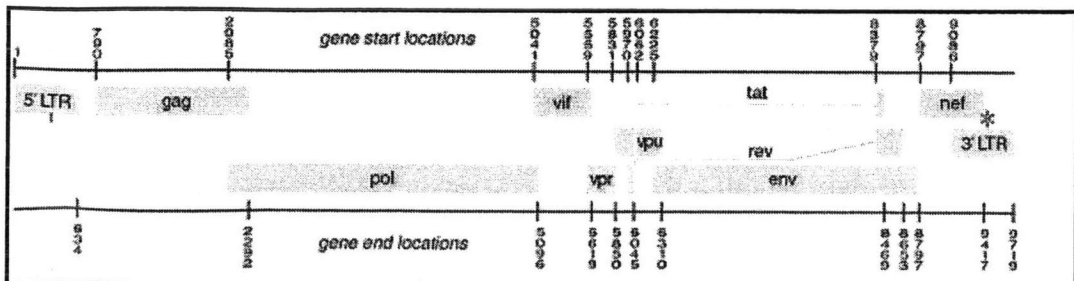 1 790 2085 5041 5559 5831 5970 6062 6225 8379 8797 9086
gene start locations
5' LTR gag vif tat nef
*
vpu rev 3' LTR
pol vpr env
gene end locations
634 5096 5619 5850 6045 6310 8469 8653 8797 9417 9719